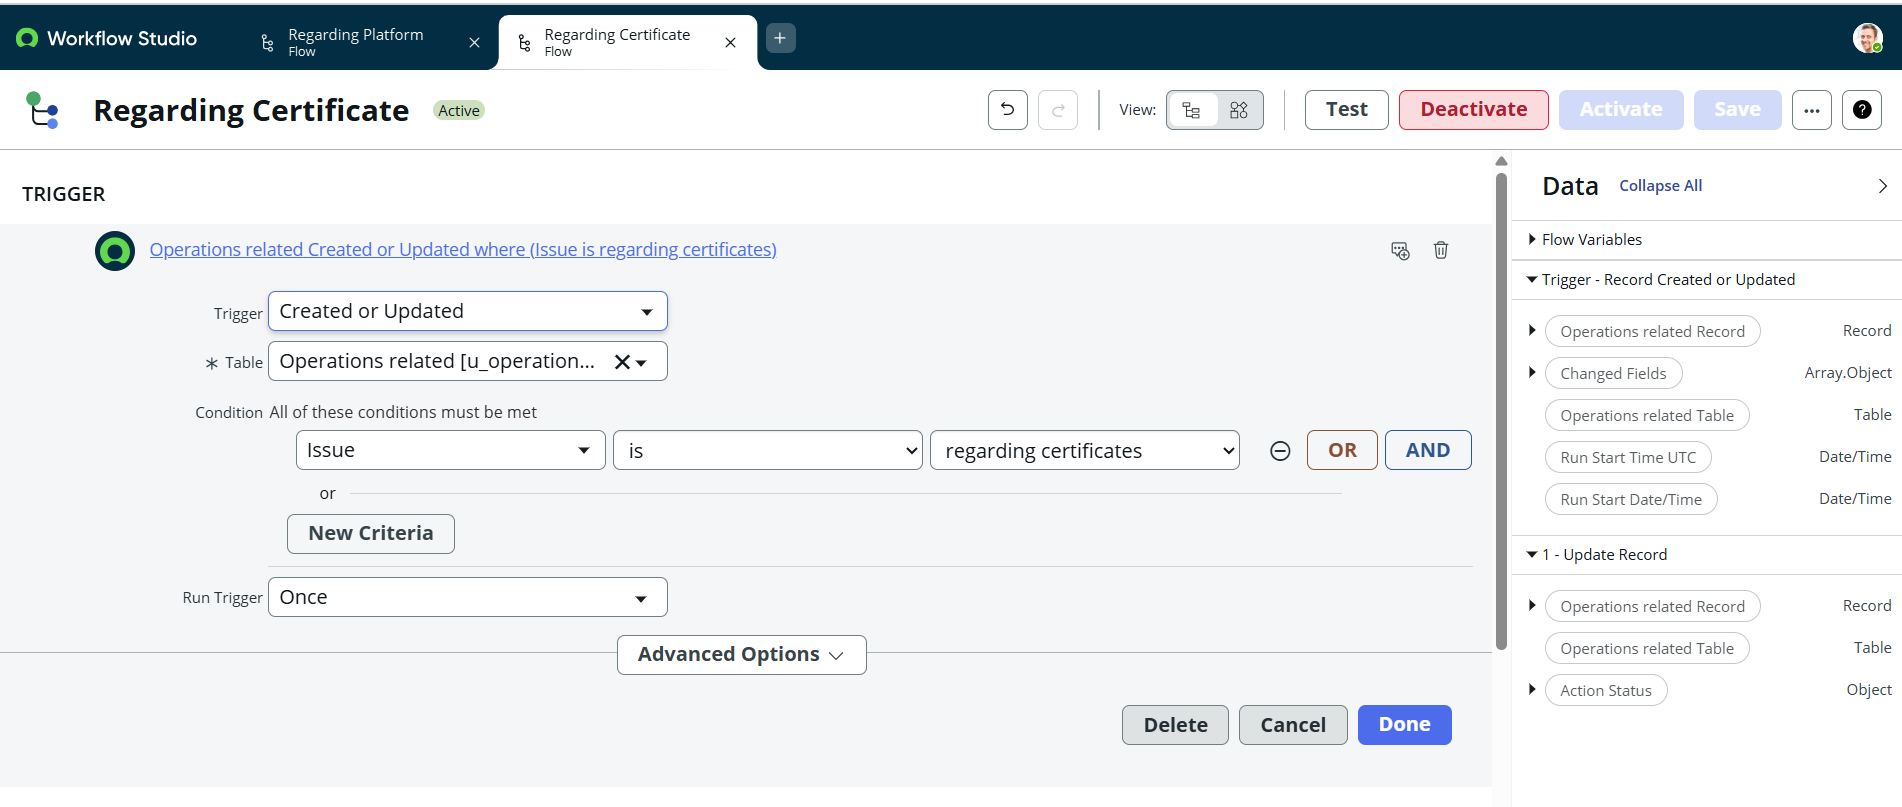 Workflow Studio
Regarding Platform
Flow
Regarding Certificate
Flow
Regarding Certificate
Active
View:
Test
Deactivate
Activate
Save
TRIGGER
Operations related Created or Updated where (Issue is regarding certificates)
Trigger
Created or Updated
* Table
Operations related [u_operation...
Condition
All of these conditions must be met
Issue
is
regarding certificates
OR
AND
or
New Criteria
Run Trigger
Once
Advanced Options
Delete
Cancel
Done
Data
Collapse All
Flow Variables
Trigger - Record Created or Updated
Operations related Record
Record
Changed Fields
Array.Object
Operations related Table
Table
Run Start Time UTC
Date/Time
Run Start Date/Time
Date/Time
1 - Update Record
Operations related Record
Record
Operations related Table
Table
Action Status
Object